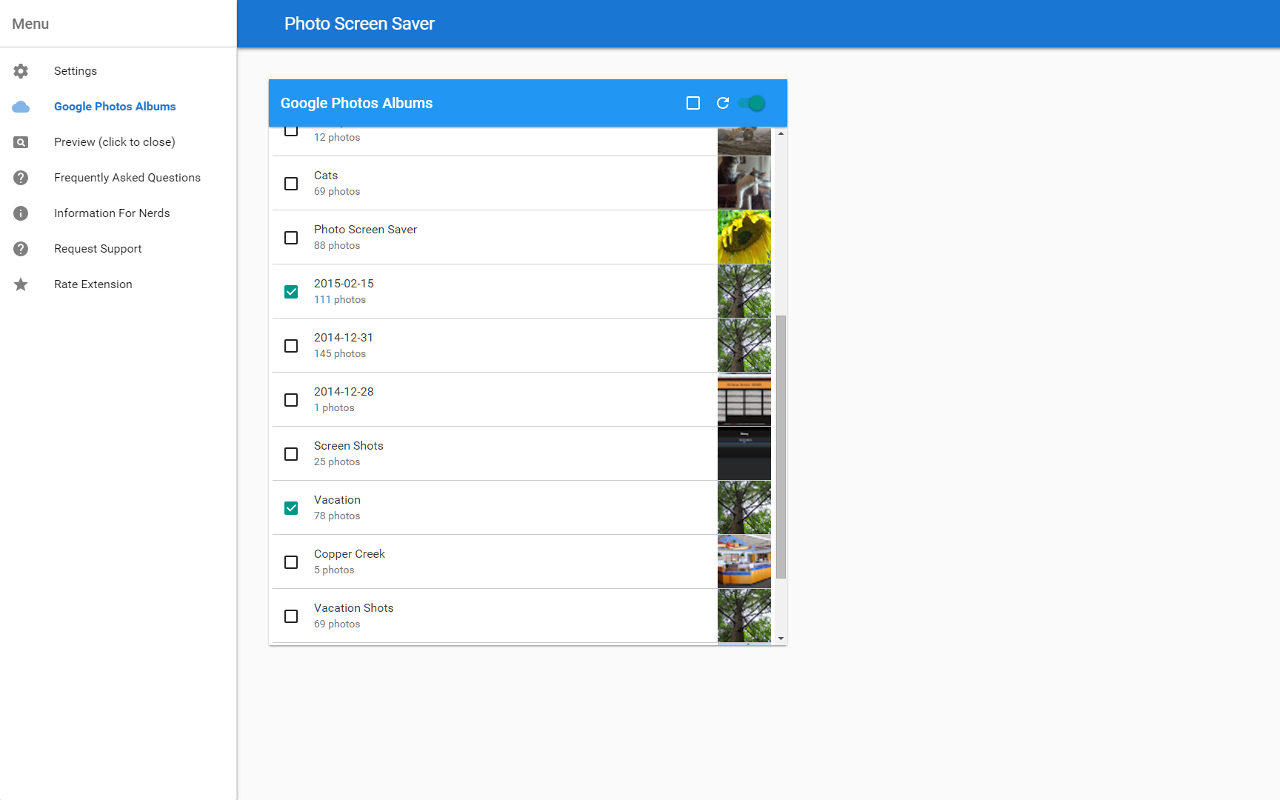 Menu
Photo Screen Saver
Settings
Google Photos Albums
Preview (click to close)
Frequently Asked Questions
Information For Nerds
Request Support
Rate Extension
Google Photos Albums
12 photos
Cats
69 photos
Photo Screen Saver
88 photos
2015-02-15
111 photos
2014-12-31
145 photos
2014-12-28
1 photos
Screen Shots
25 photos
Vacation
78 photos
Copper Creek
5 photos
Vacation Shots
69 photos